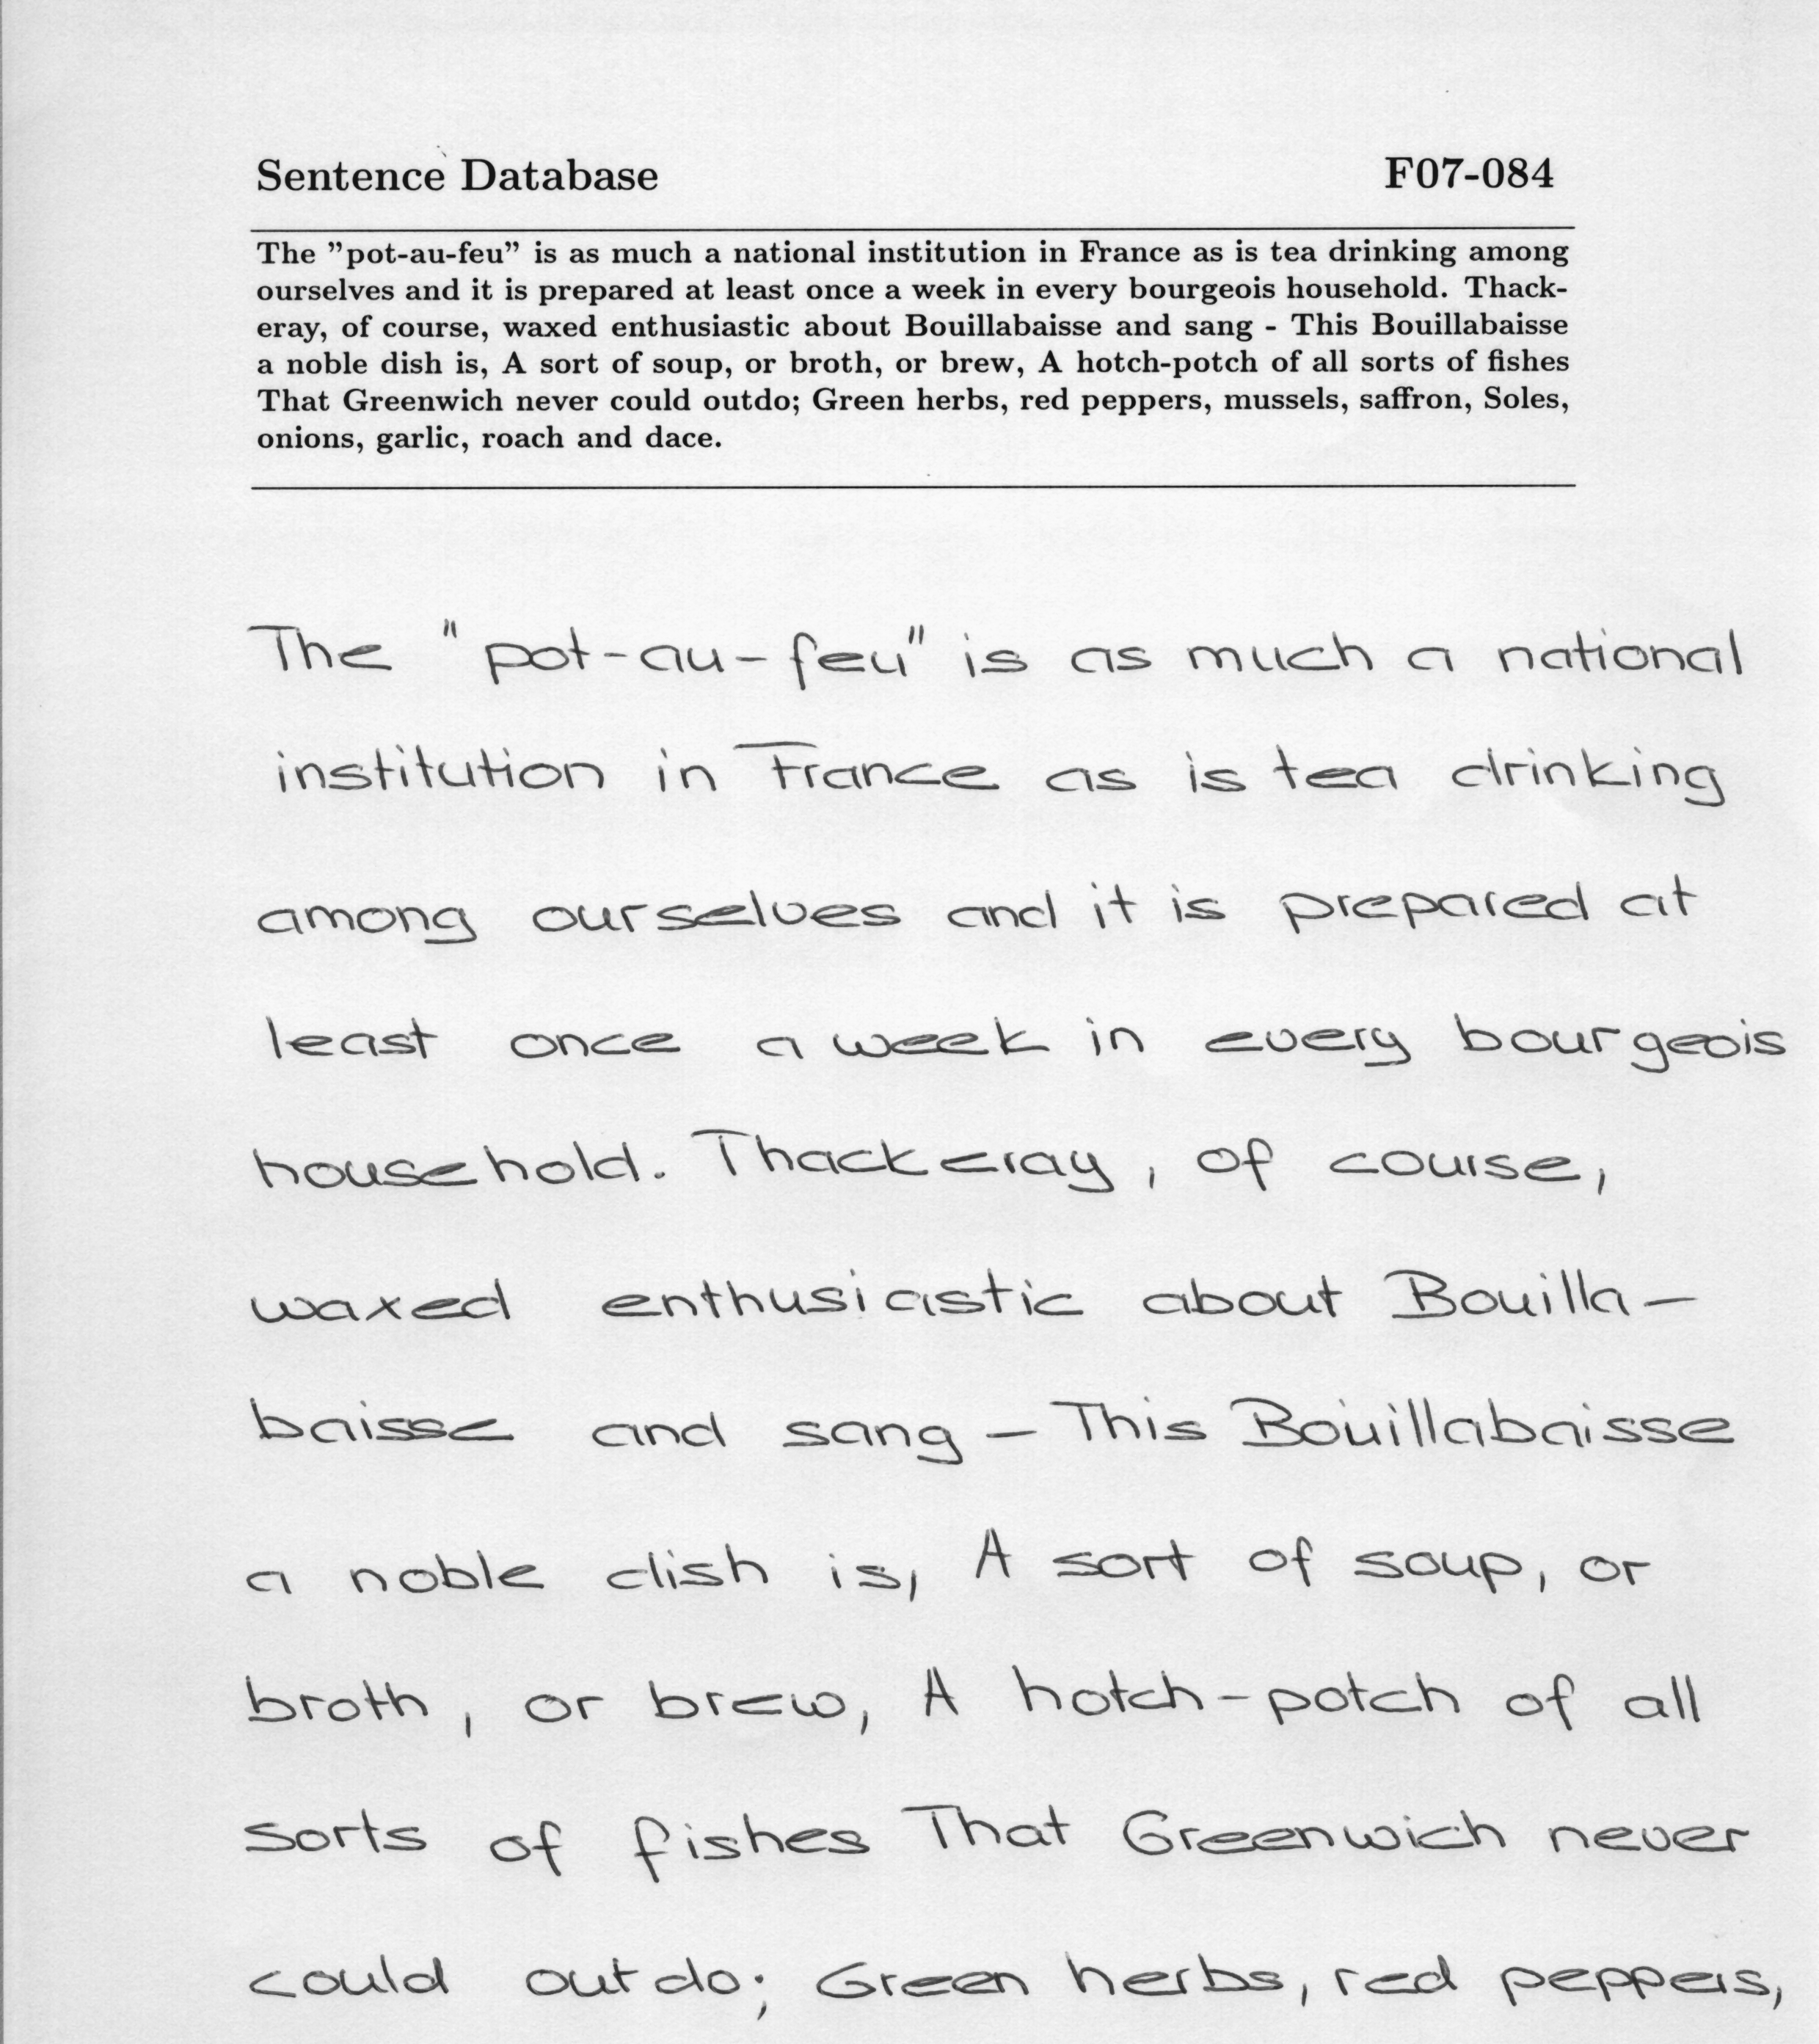 Sentence Database F07-084
The ”pot-au-feu” is as much a national institution in France as is tea drinking among
ourselves and it is prepared at least once a week in every bourgeois household. Thack-
eray, of course, waxed enthusiastic about Bouillabaisse and sang - This Bouillabaisse
a noble dish is, A sort of soup, or broth, or brew, A hotch-potch of all sorts of fishes
That Greenwich never could outdo; Green herbs, red peppers, mussels, saffron, Soles,
onions, garlic, roach and dace.
The "pot-au-feu" is as much a national
institution in France as is tea drinking
among ourselves and it is prepared at
least once a week in every bourgeois
household. Thackeray, of course,
waxed enthusiastic about Bouilla-
baisse and sang - This Bouillabaisse
a noble dish is, A sort of soup, or
broth, or brew, A hotch-potch of all
sorts of fishes That Greenwich never
could outdo; Green herbs, red peppers,